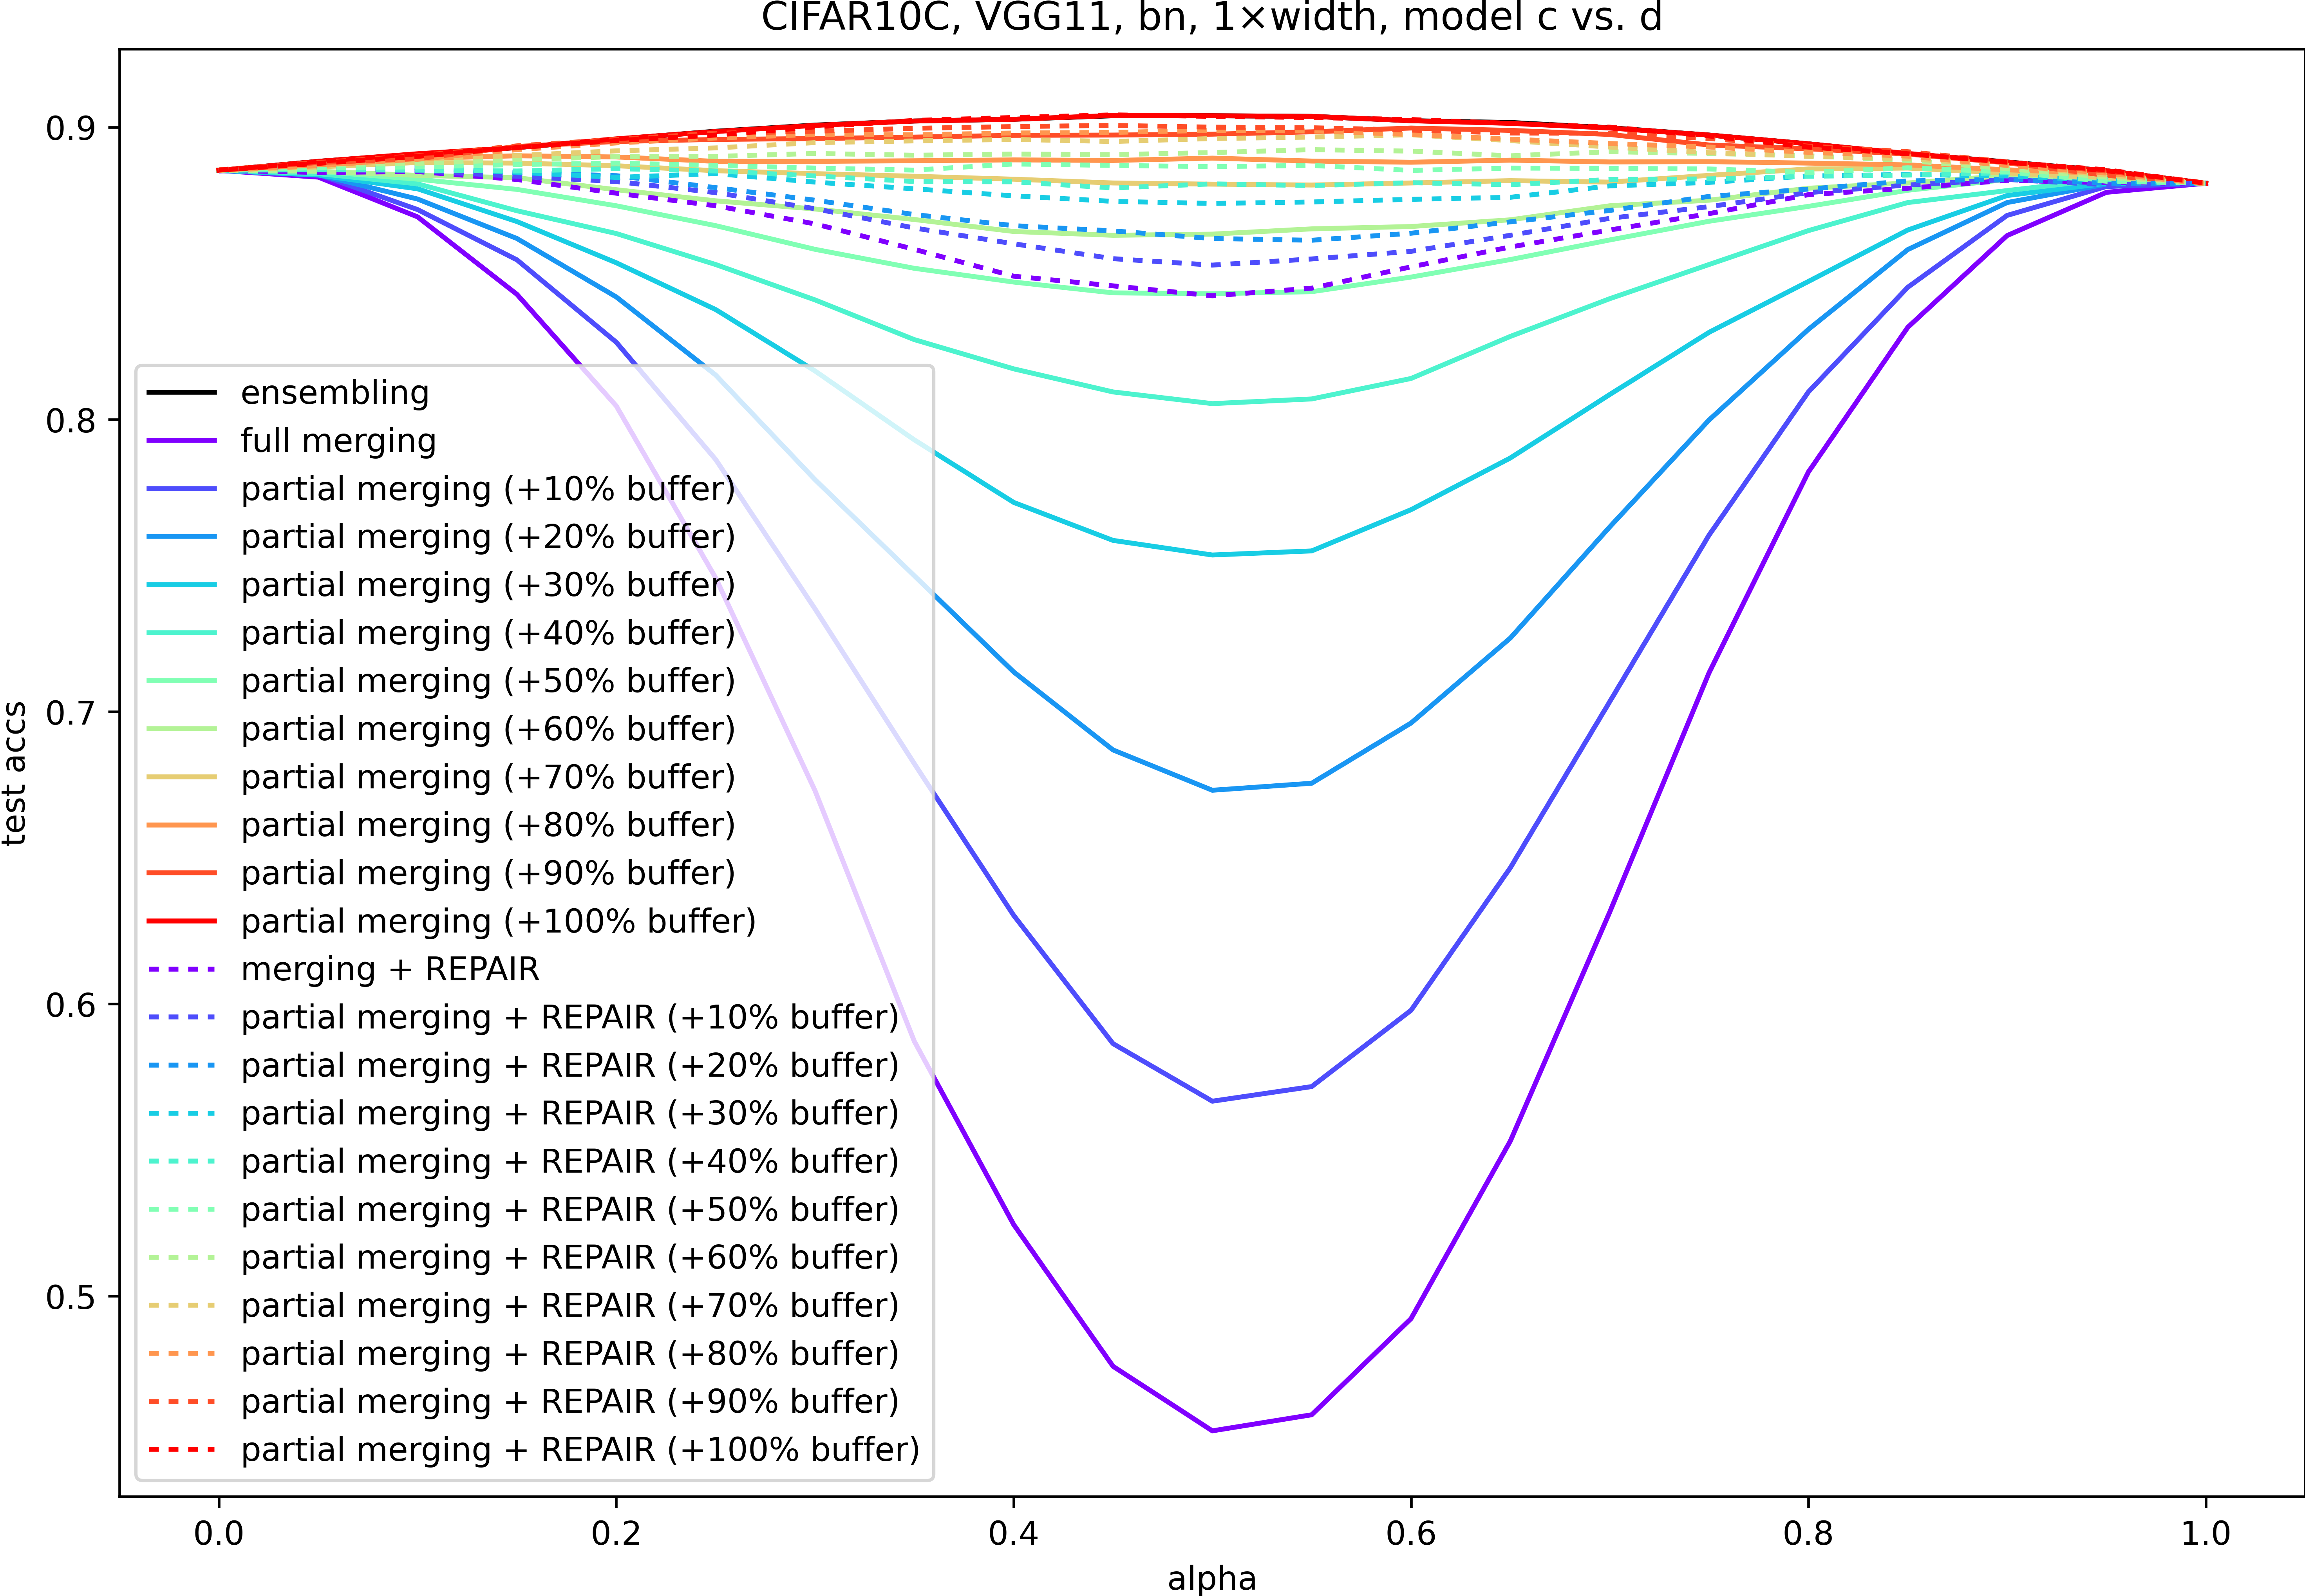 CIFAR10C, VGG11, bn, 1×width, model c vs. d
test accs
0.9
0.8
0.7
0.6
0.5
ensembling
full merging
partial merging (+10% buffer)
partial merging (+20% buffer)
partial merging (+30% buffer)
partial merging (+40% buffer)
partial merging (+50% buffer)
partial merging (+60% buffer)
partial merging (+70% buffer)
partial merging (+80% buffer)
partial merging (+90% buffer)
partial merging (+100% buffer)
merging + REPAIR
partial merging + REPAIR (+10% buffer)
partial merging + REPAIR (+20% buffer)
partial merging + REPAIR (+30% buffer)
partial merging + REPAIR (+40% buffer)
partial merging + REPAIR (+50% buffer)
partial merging + REPAIR (+60% buffer)
partial merging + REPAIR (+70% buffer)
partial merging + REPAIR (+80% buffer)
partial merging + REPAIR (+90% buffer)
partial merging + REPAIR (+100% buffer)
0.0 0.2 0.4 0.6 0.8 1.0
alpha